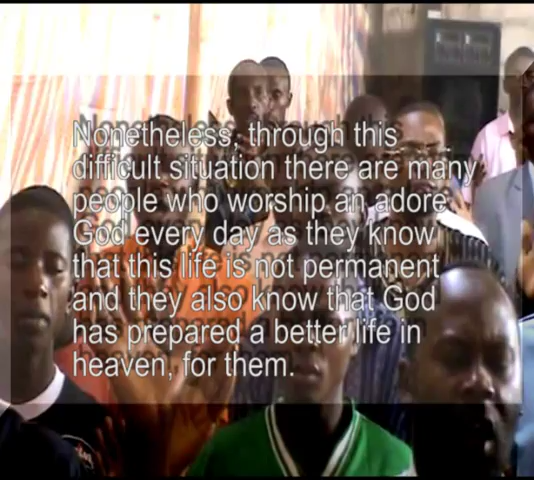 Nonetheless, through this
difficult situation there are many
people who worship an adore
God every day as they know
that this life is not permanent
and they also know that God
has prepared a better life in
heaven, for them.